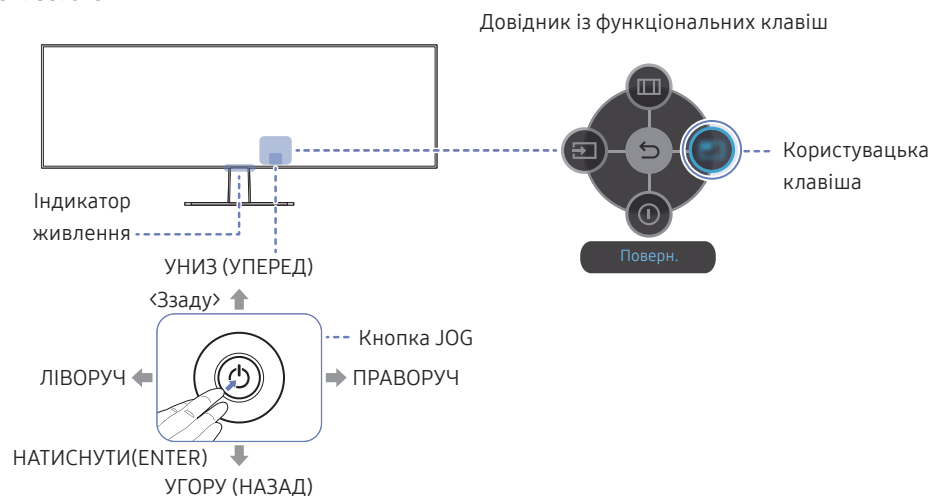 Довідник із функціональних клавіш
Користувацька
клавіша
Індикатор
живлення
Поверн.
УНИЗ (УПЕРЕД)
<Ззаду>
Кнопка JOG
ЛІВОРУЧ
ПРАВОРУЧ
НАТИСНУТИ(ENTER)
УГОРУ (НАЗАД)